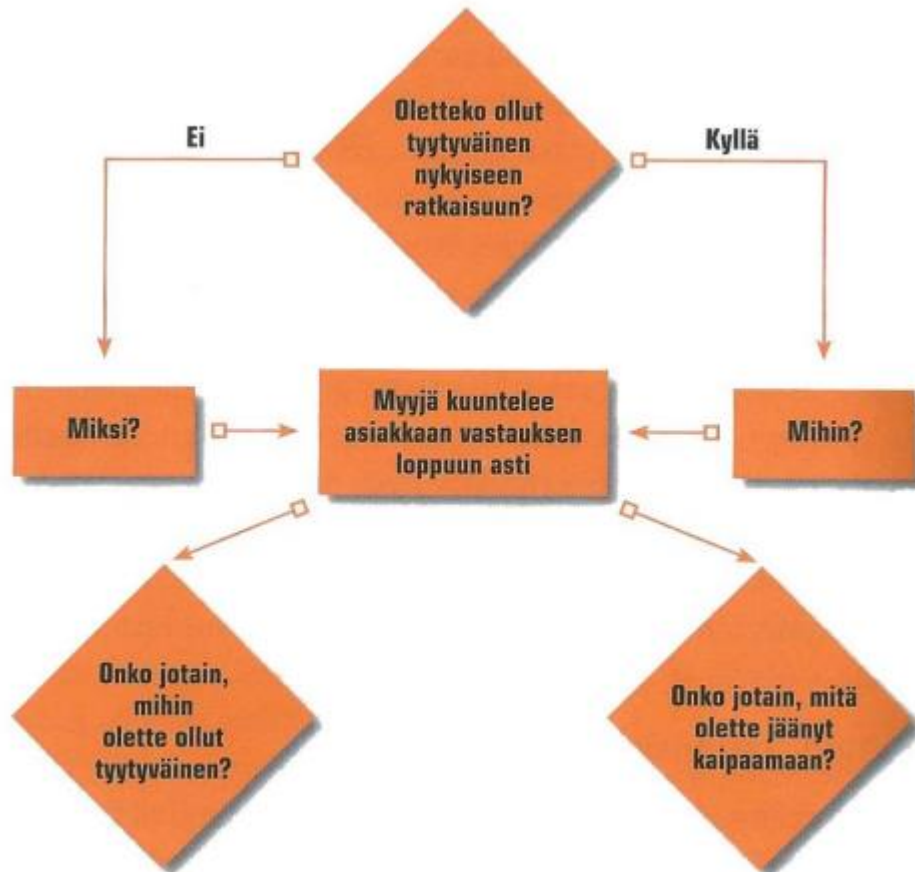 Oletteko ollut
tyytyväinen
nykyiseen
ratkaisuun?
Ei
Kyllä
Miksi?
Myyjä kuuntelee
asiakkaan vastauksen
loppuun asti
Mihin?
Onko jotain,
mihin
olette ollut
tyytyväinen?
Onko jotain, mitä
olette jäänyt
kaipaamaan?